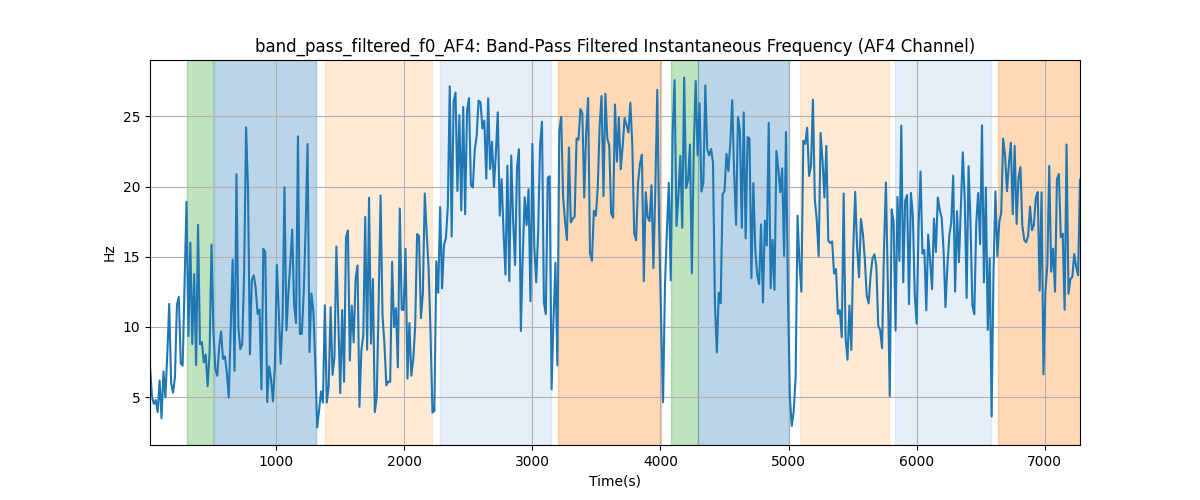 band_pass_filtered_f0_AF4: Band-Pass Filtered Instantaneous Frequency (AF4 Channel)
25
20
15
10
5
Hz
1000 2000 3000 4000 5000 6000 7000
Time(s)